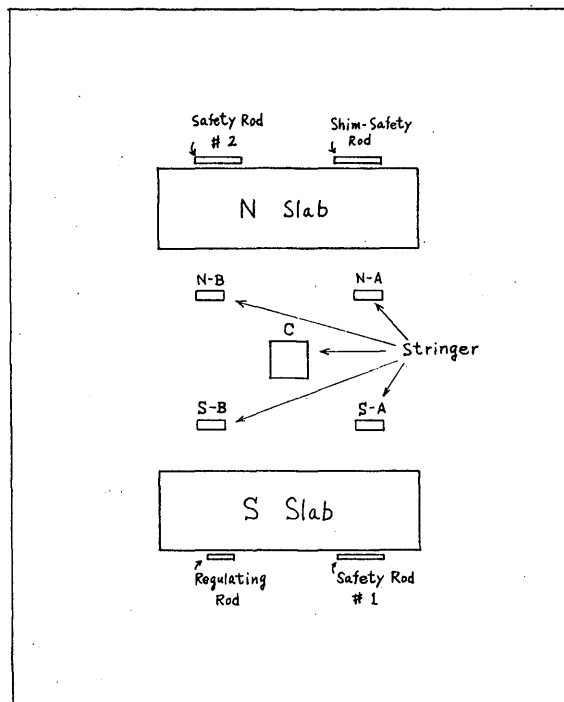 Safety Rod
# 2
Shim-Safety
Rod
N Slab
N-B
N-A
C
Stringer
S-B
S-A
S Slab
Regulating
Rod
Safety Rod
# 1